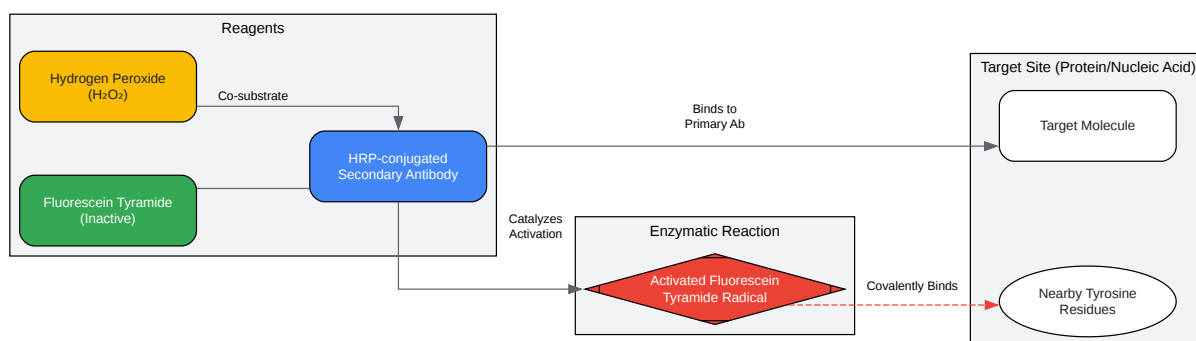 Reagents
Hydrogen Peroxide
(H₂O₂)
Co-substrate
Fluorescein Tyramide
(Inactive)
HRP-conjugated
Secondary Antibody
Binds to
Primary Ab
Target Site (Protein/Nucleic Acid)
Target Molecule
Catalyzes
Activation
Enzymatic Reaction
Activated Fluorescein
Tyramide Radical
Covalently Binds
Nearby Tyrosine
Residues